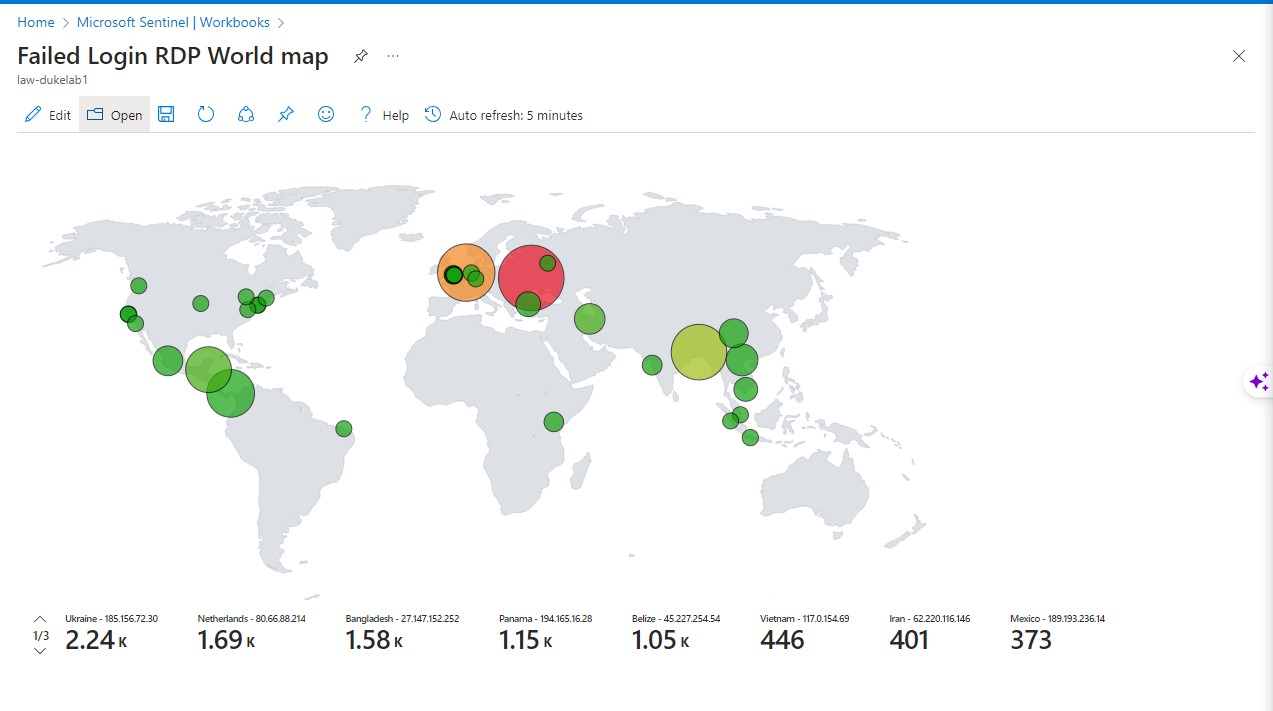 Home > Microsoft Sentinel | Workbooks >
Failed Login RDP World map ...
law-dukelab1
Edit Open ? Help Auto refresh: 5 minutes
Ukraine - 185.156.72.30 Netherlands - 80.66.88.214 Bangladesh - 27.147.152.252 Panama - 194.165.16.28 Belize - 45.227.254.54 Vietnam - 117.0.154.69 Iran - 62.220.116.146 Mexico - 189.193.236.14
1/3 2.24 K 1.69 K 1.58 K 1.15 K 1.05 K 446 401 373